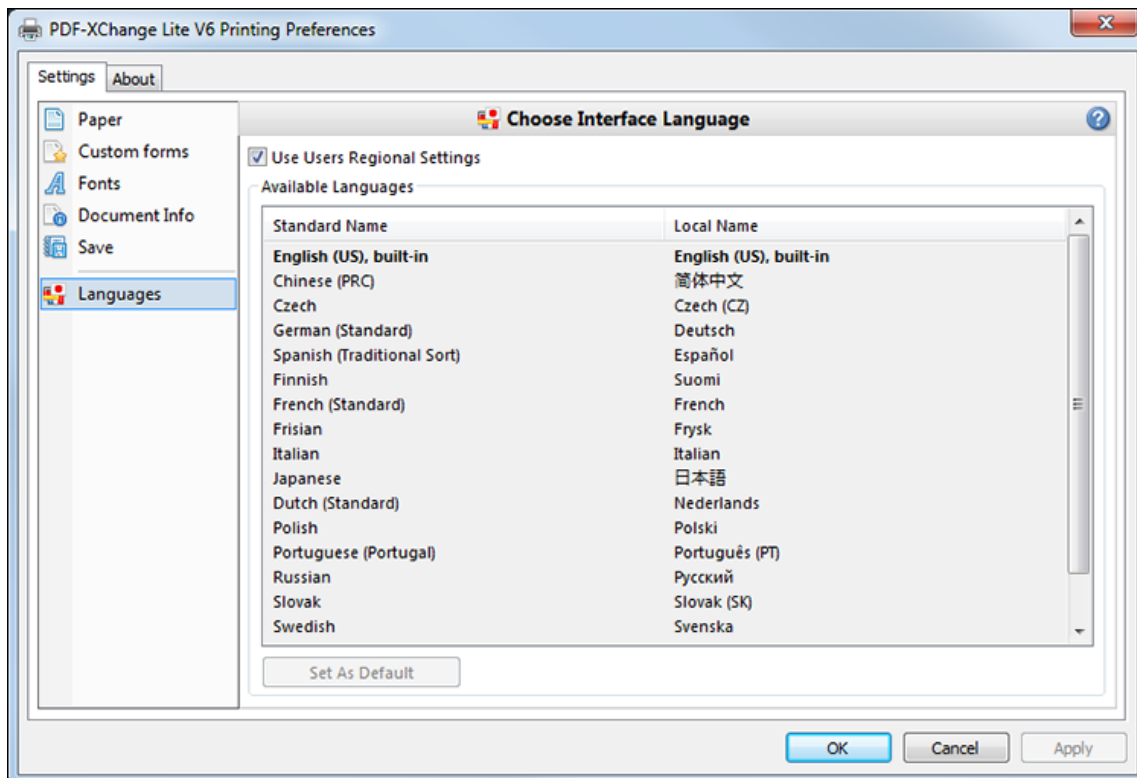 PDF-XChange Lite V6 Printing Preferences
Settings About
Paper
Custom forms
Fonts
Document Info
Save
Languages
Choose Interface Language
Use Users Regional Settings
Available Languages
Standard Name Local Name
English (US), built-in English (US), built-in
Chinese (PRC) 简体中文
Czech Czech (CZ)
German (Standard) Deutsch
Spanish (Traditional Sort) Español
Finnish Suomi
French (Standard) French
Frisian Frysk
Italian Italian
Japanese 日本語
Dutch (Standard) Nederlands
Polish Polski
Portuguese (Portugal) Português (PT)
Russian Русский
Slovak Slovak (SK)
Swedish Svenska
Set As Default
OK Cancel Apply